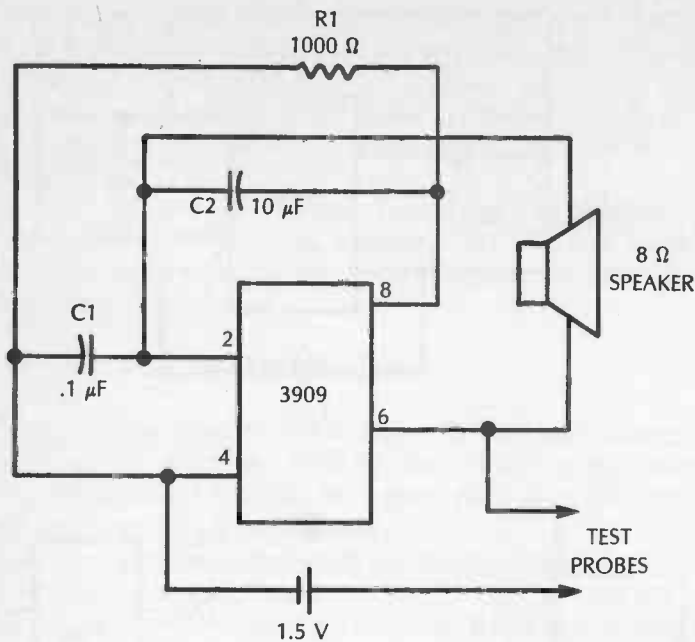 R1
1000 Ω
C2 10 μF
8 Ω
SPEAKER
C1
.1 μF
8
2
3909
6
4
TEST
PROBES
1.5 V